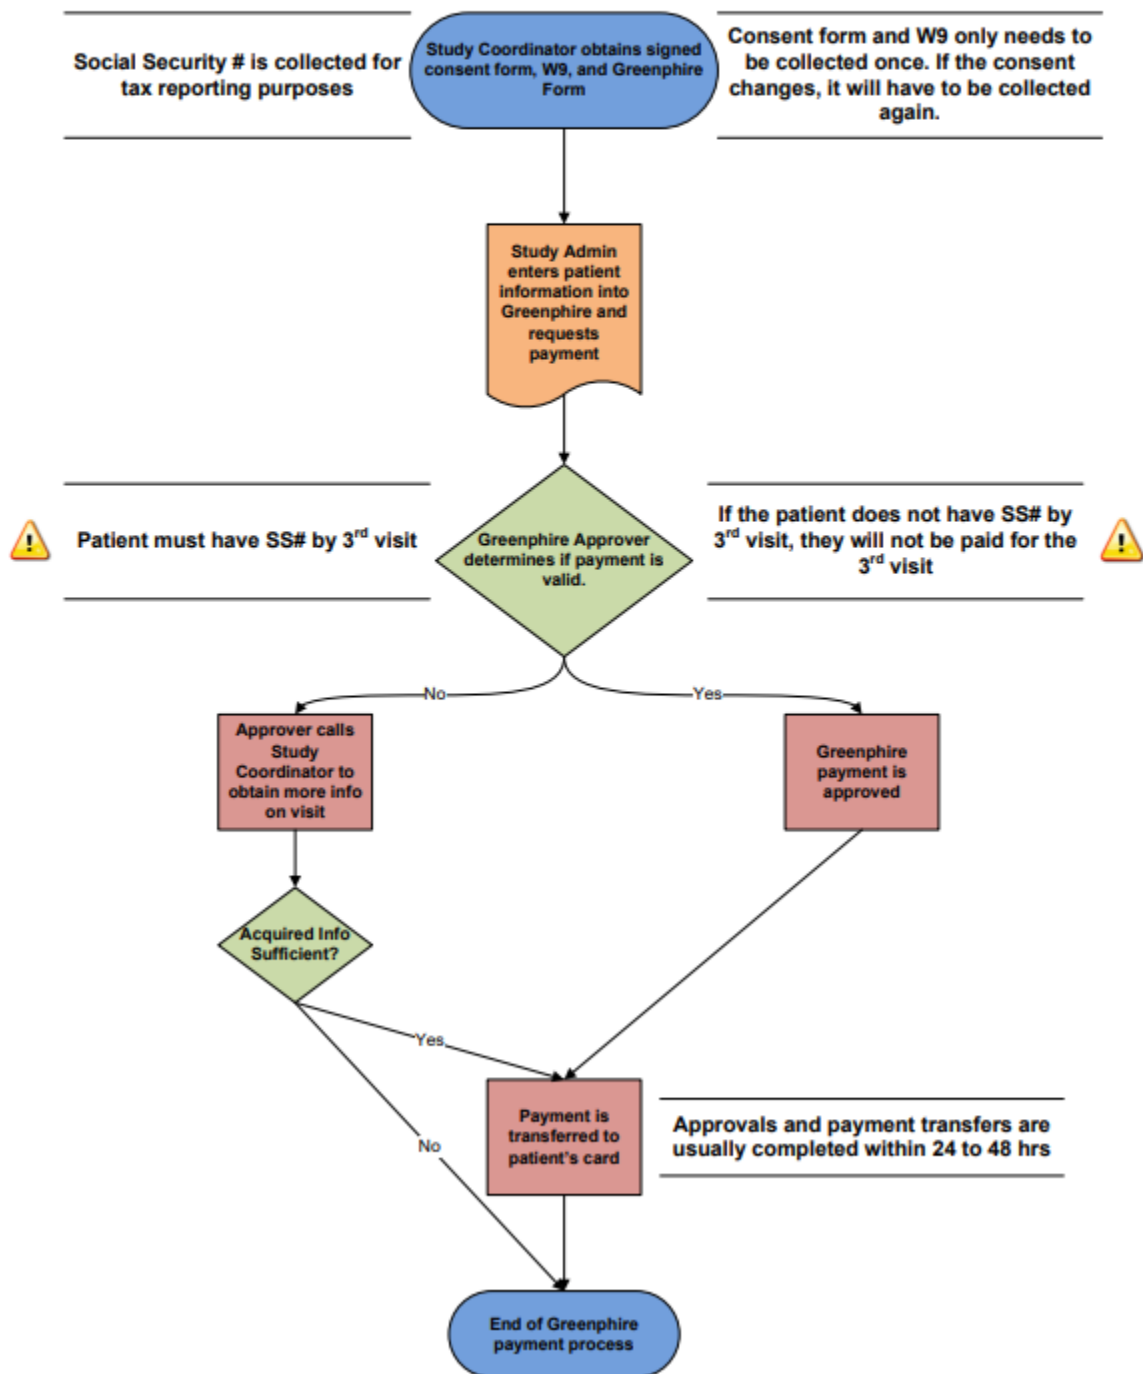 Social Security # is collected for
tax reporting purposes
Study Coordinator obtains signed
consent form, W9, and Greenphire
Form
Consent form and W9 only needs to
be collected once. If the consent
changes, it will have to be collected
again.
Study Admin
enters patient
information into
Greenphire and
requests
payment
Patient must have SS# by 3rd visit
Greenphire Approver
determines if payment is
valid.
If the patient does not have SS# by
3rd visit, they will not be paid for the
3rd visit
No
Yes
Approver calls
Study
Coordinator to
obtain more info
on visit
Greenphire
payment is
approved
Acquired Info
Sufficient?
Yes
No
Payment is
transferred to
patient's card
Approvals and payment transfers are
usually completed within 24 to 48 hrs
End of Greenphire
payment process